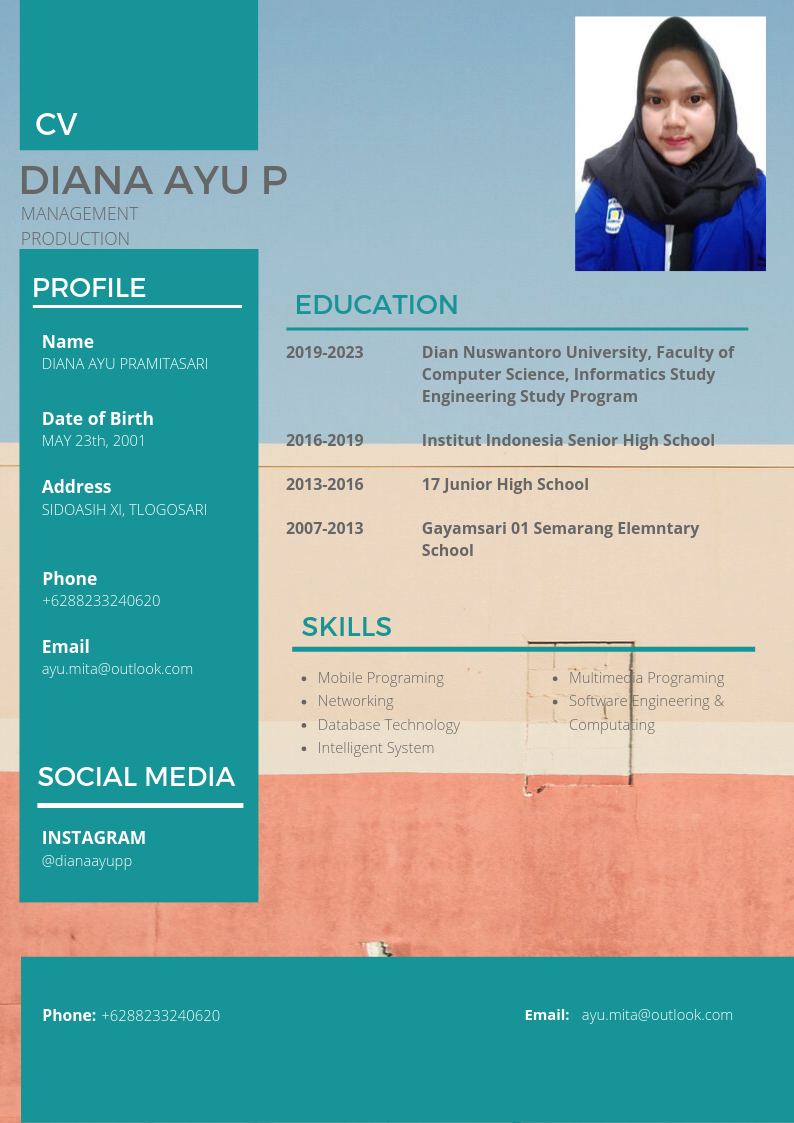 CV
DIANA AYU P
MANAGEMENT
PRODUCTION
PROFILE
Name
DIANA AYU PRAMITASARI
Date of Birth
MAY 23th, 2001
Address
SIDOASIH XI, TLOGOSARI
Phone
+6288233240620
Email
ayu.mita@outlook.com
SOCIAL MEDIA
INSTAGRAM
@dianaayupp
EDUCATION
2019-2023 Dian Nuswantoro University, Faculty of
Computer Science, Informatics Study
Engineering Study Program
2016-2019 Institut Indonesia Senior High School
2013-2016 17 Junior High School
2007-2013 Gayamsari 01 Semarang Elemntary
School
SKILLS
Mobile Programing
Networking
Database Technology
Intelligent System
Multimedia Programing
Software Engineering &
Computating
Phone: +6288233240620
Email: ayu.mita@outlook.com